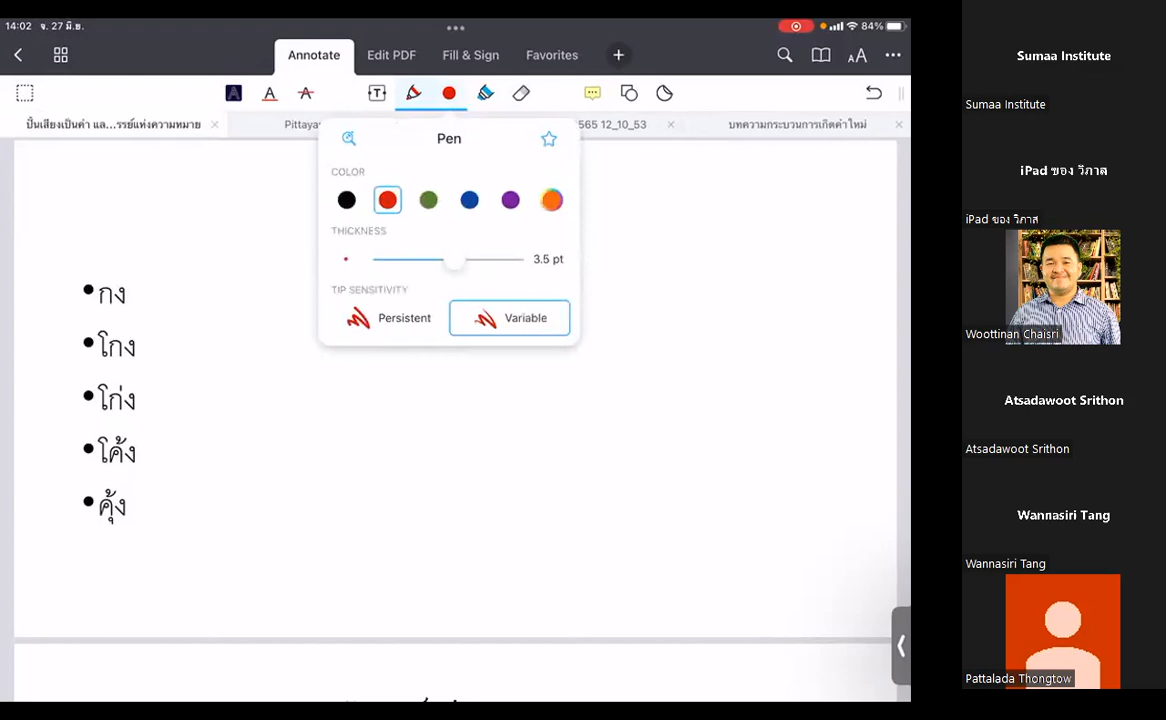 14:02 จ. 27 มิ.ย.
84%
Annotate Edit PDF Fill & Sign Favorites
ปั้นเสียงเป็นคำ แล...รรย์แห่งความหมาย
Pittaya
565 12_10_53
บทความกระบวนการเกิดคำใหม่
Pen
COLOR
THICKNESS
3.5 pt
TIP SENSITIVITY
Persistent Variable
•กง
•โกง
•โก่ง
•โค้ง
•คุ้ง
Sumaa Institute
Sumaa Institute
iPad ของ วิภาส
iPad ของ วิภาส
Woottinan Chaisri
Atsadawoot Srithon
Atsadawoot Srithon
Wannasiri Tang
Wannasiri Tang
Pattalada Thongtow